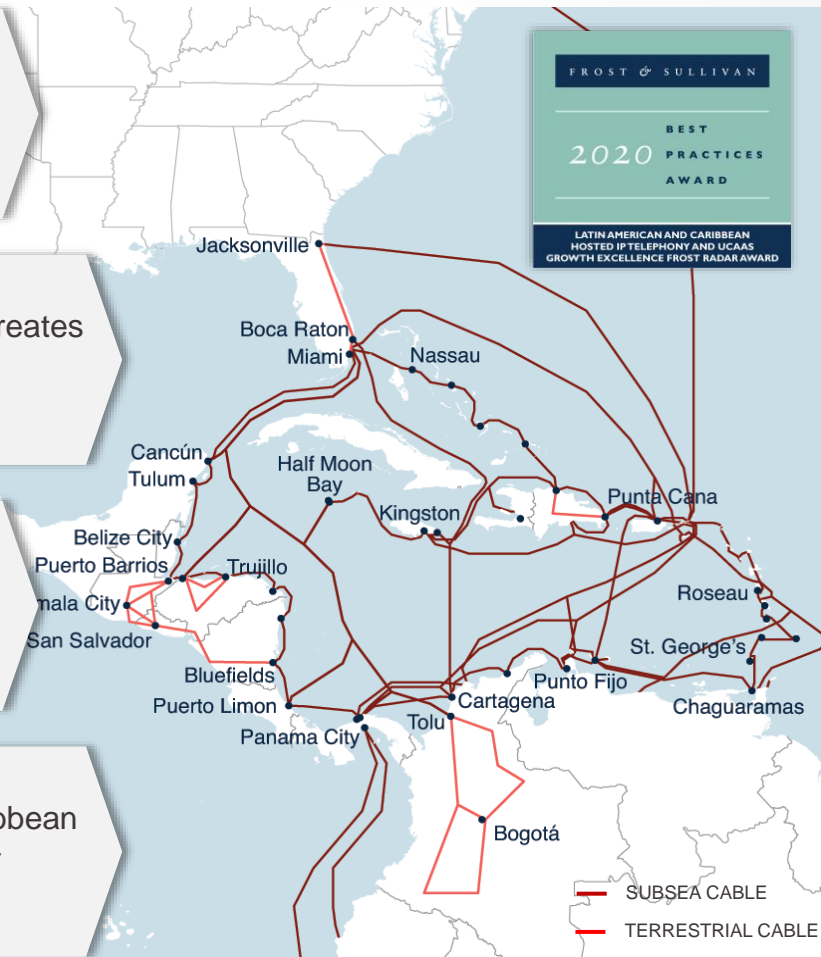 FROST & SULLIVAN
2020
BEST
PRACTICES
AWARD
LATIN AMERICAN AND CARIBBEAN
HOSTED IP TELEPHONY AND UCAAS
GROWTH EXCELLENCE FROST RADAR AWARD
Jacksonville
reates
Boca Raton
Miami
Nassau
Cancún
Tulum
Half Moon
Bay
Kingston
Punta Cana
Belize City
Puerto Barrios
Trujillo
mala City
San Salvador
Roseau
St. George's
Bluefields
Punto Fijo
Puerto Limon
Cartagena
Chaguaramas
Tolu
Panama City
bbean
Bogotá
SUBSEA CABLE
TERRESTRIAL CABLE